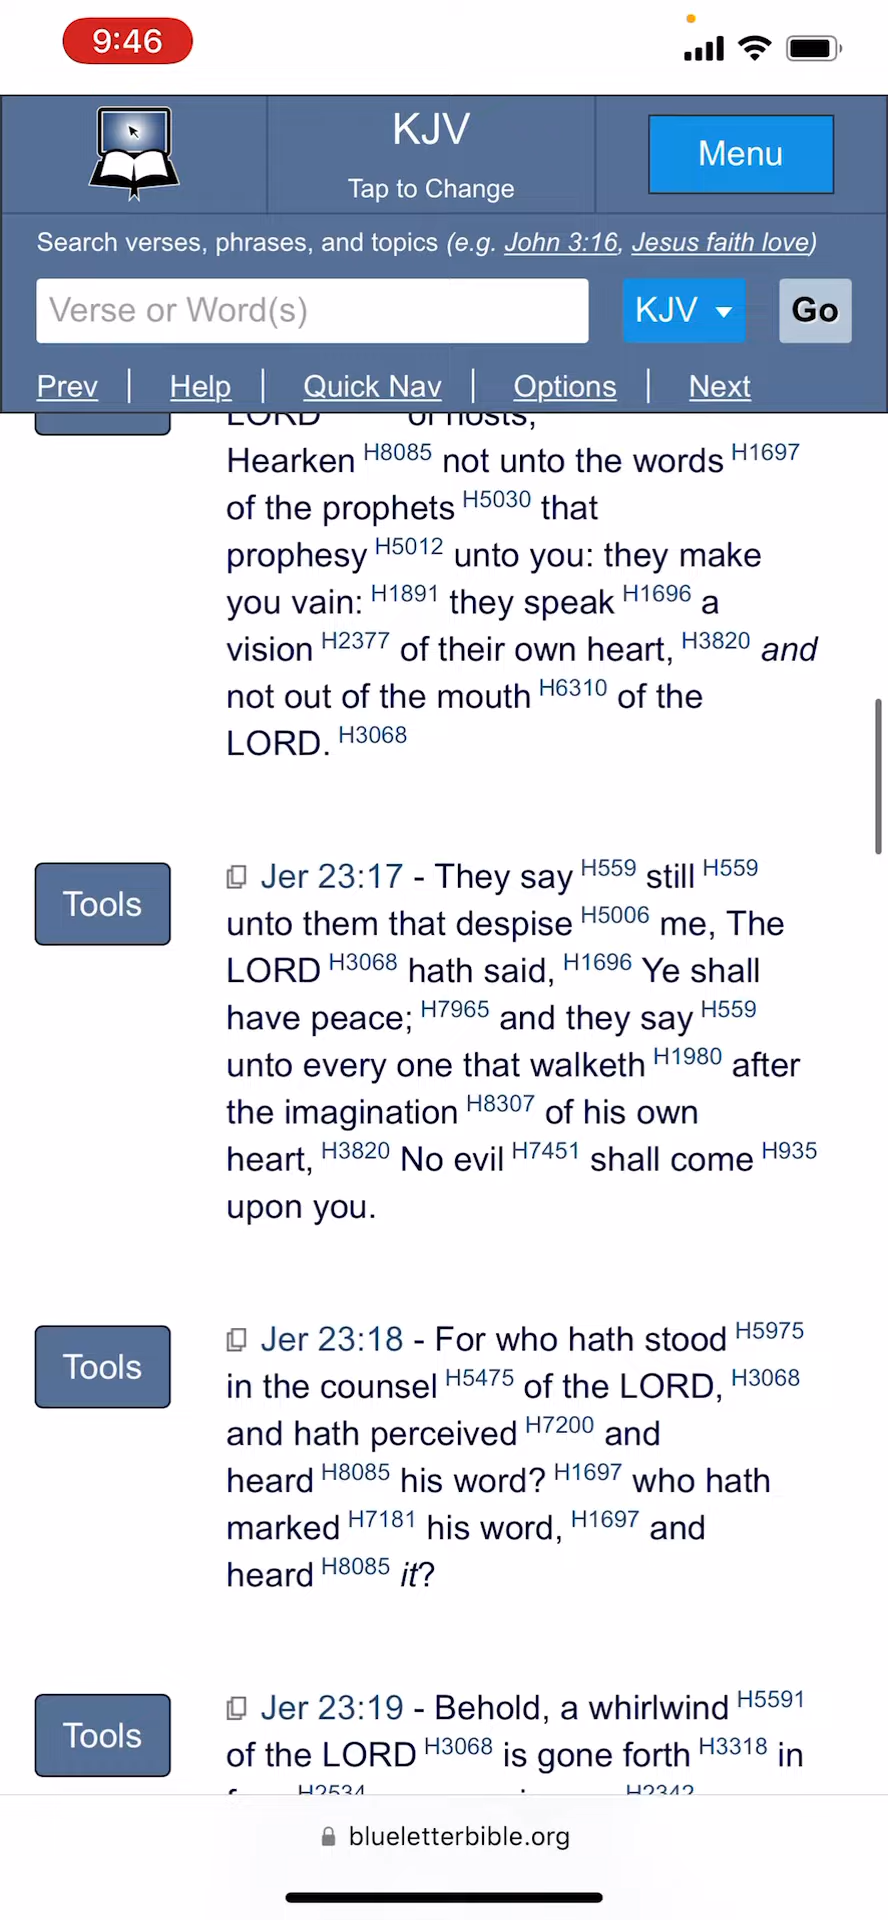 9:46
KJV
Tap to Change
Menu
Search verses, phrases, and topics (e.g. John 3:16, Jesus faith love)
Verse or Word(s)
KJV
Go
Prev | Help | Quick Nav | Options | Next
LORD of hosts,
Hearken H8085 not unto the words H1697
of the prophets H5030 that
prophesy H5012 unto you: they make
you vain: H1891 they speak H1696 a
vision H2377 of their own heart, H3820 and
not out of the mouth H6310 of the
LORD. H3068
Tools
Jer 23:17 - They say H559 still H559
unto them that despise H5006 me, The
LORD H3068 hath said, H1696 Ye shall
have peace; H7965 and they say H559
unto every one that walketh H1980 after
the imagination H8307 of his own
heart, H3820 No evil H7451 shall come H935
upon you.
Tools
Jer 23:18 - For who hath stood H5975
in the counsel H5475 of the LORD, H3068
and hath perceived H7200 and
heard H8085 his word? H1697 who hath
marked H7181 his word, H1697 and
heard H8085 it?
Tools
Jer 23:19 - Behold, a whirlwind H5591
of the LORD H3068 is gone forth H3318 in
H2534 H2342
blueletterbible.org